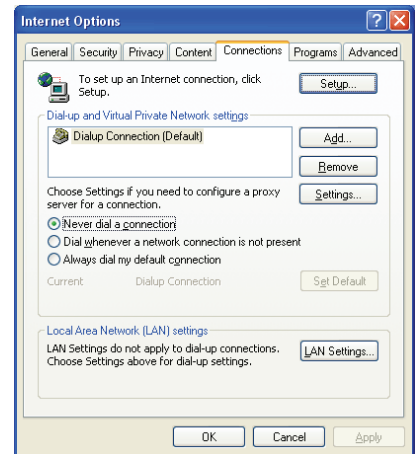 Internet Options
General Security Privacy Content Connections Programs Advanced
To set up an Internet connection, click
Setup.
Setup...
Dial-up and Virtual Private Network settings
Dialup Connection (Default)
Add...
Remove
Choose Settings if you need to configure a proxy
server for a connection.
Settings...
Never dial a connection
Dial whenever a network connection is not present
Always dial my default connection
Current Dialup Connection Set Default
Local Area Network (LAN) settings
LAN Settings do not apply to dial-up connections.
Choose Settings above for dial-up settings.
LAN Settings...
OK Cancel Apply